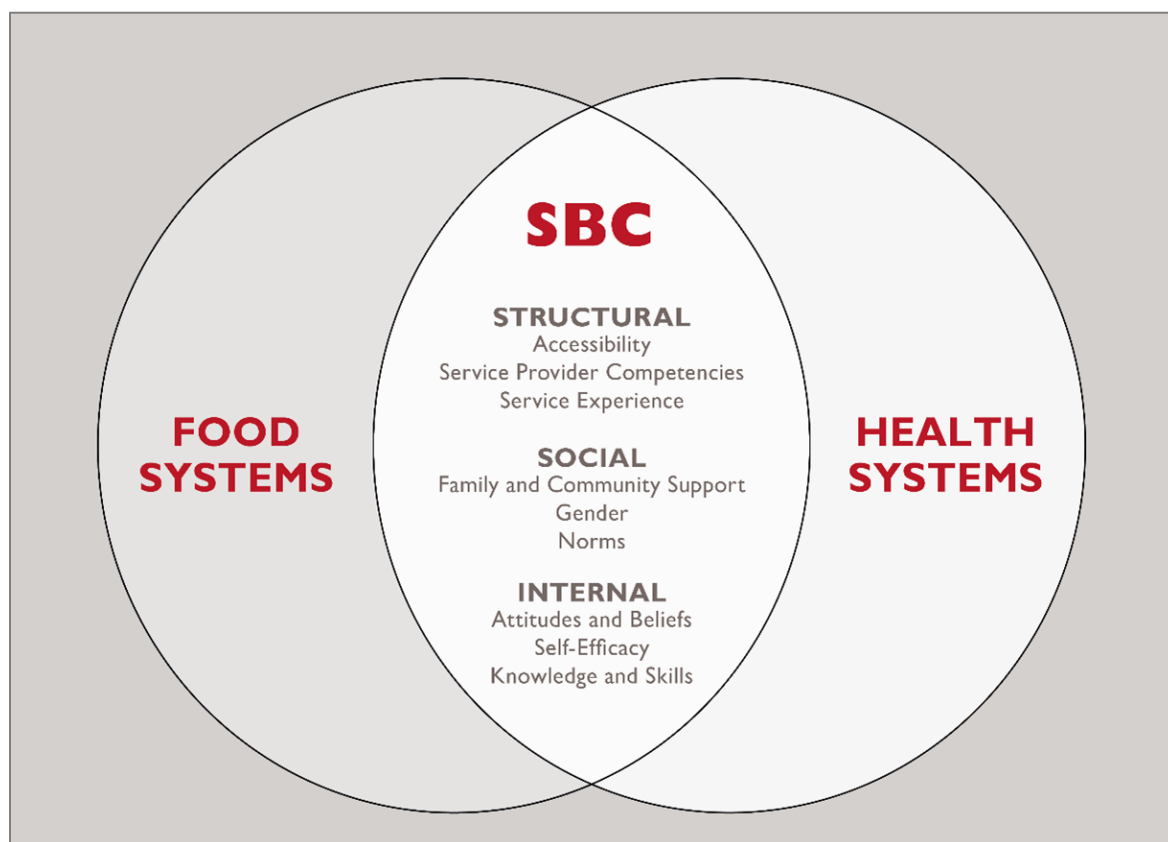 SBC
STRUCTURAL
Accessibility
Service Provider Competencies
Service Experience
FOOD
SYSTEMS
SOCIAL
Family and Community Support
Gender
Norms
HEALTH
SYSTEMS
INTERNAL
Attitudes and Beliefs
Self-Efficacy
Knowledge and Skills